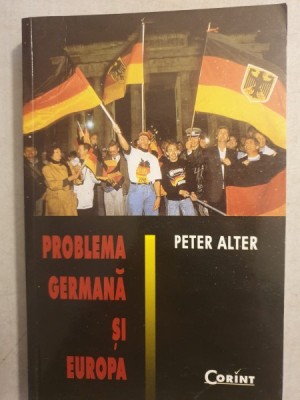 PROBLEMA
GERMANĂ
ȘI
EUROPA
PETER ALTER
CORINT